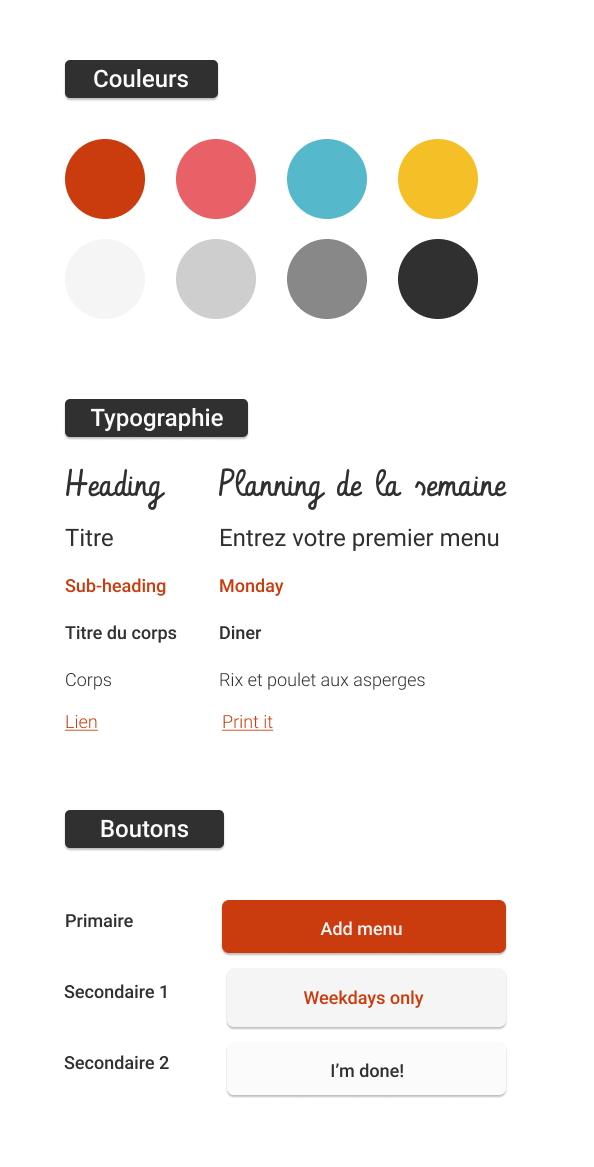 Couleurs
Typographie
Heading Planning de la semaine
Titre Entrez votre premier menu
Sub-heading Monday
Titre du corps Diner
Corps Rix et poulet aux asperges
Lien Print it
Boutons
Primaire Add menu
Secondaire 1 Weekdays only
Secondaire 2 I'm done!